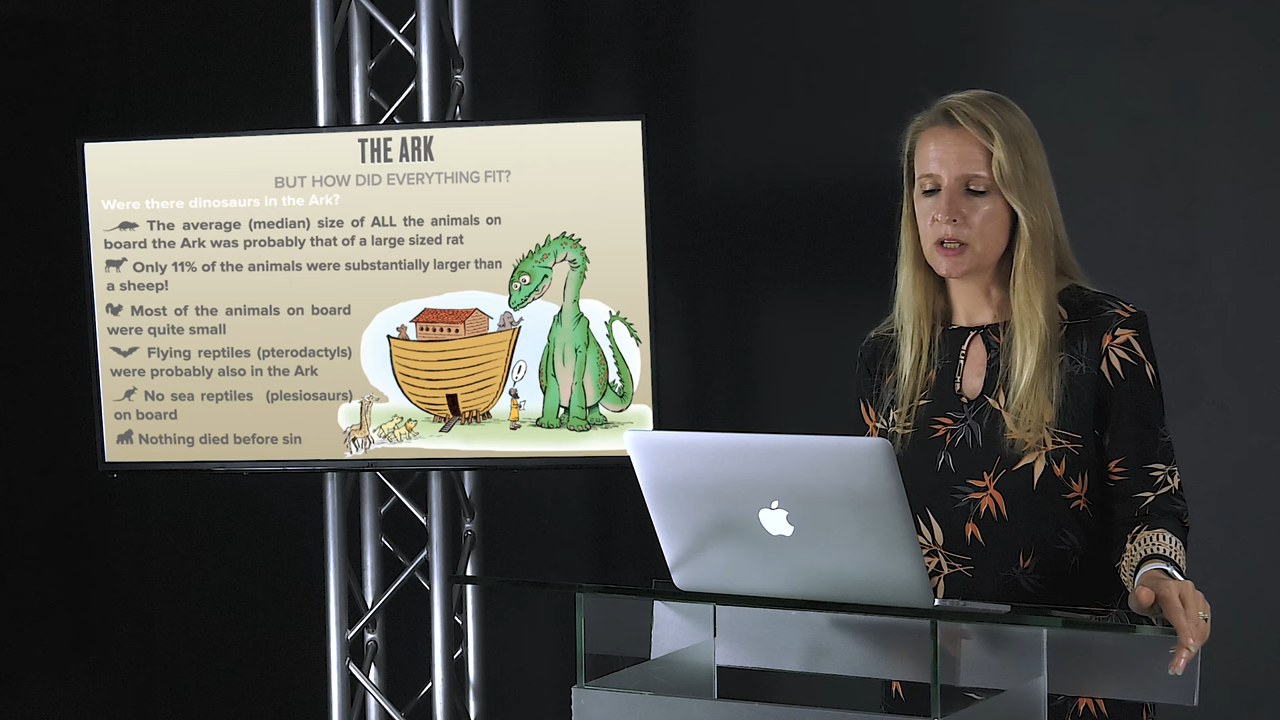 THE ARK
BUT HOW DID EVERYTHING FIT?
Were there dinosaurs in the Ark?
The average (median) size of ALL the animals on
board the Ark was probably that of a large sized rat
Only 11% of the animals were substantially larger than
a sheep!
Most of the animals on board
were quite small
Flying reptiles (pterodactyls)
were probably also in the Ark
No sea reptiles (plesiosaurs)
on board
Nothing died before sin
!